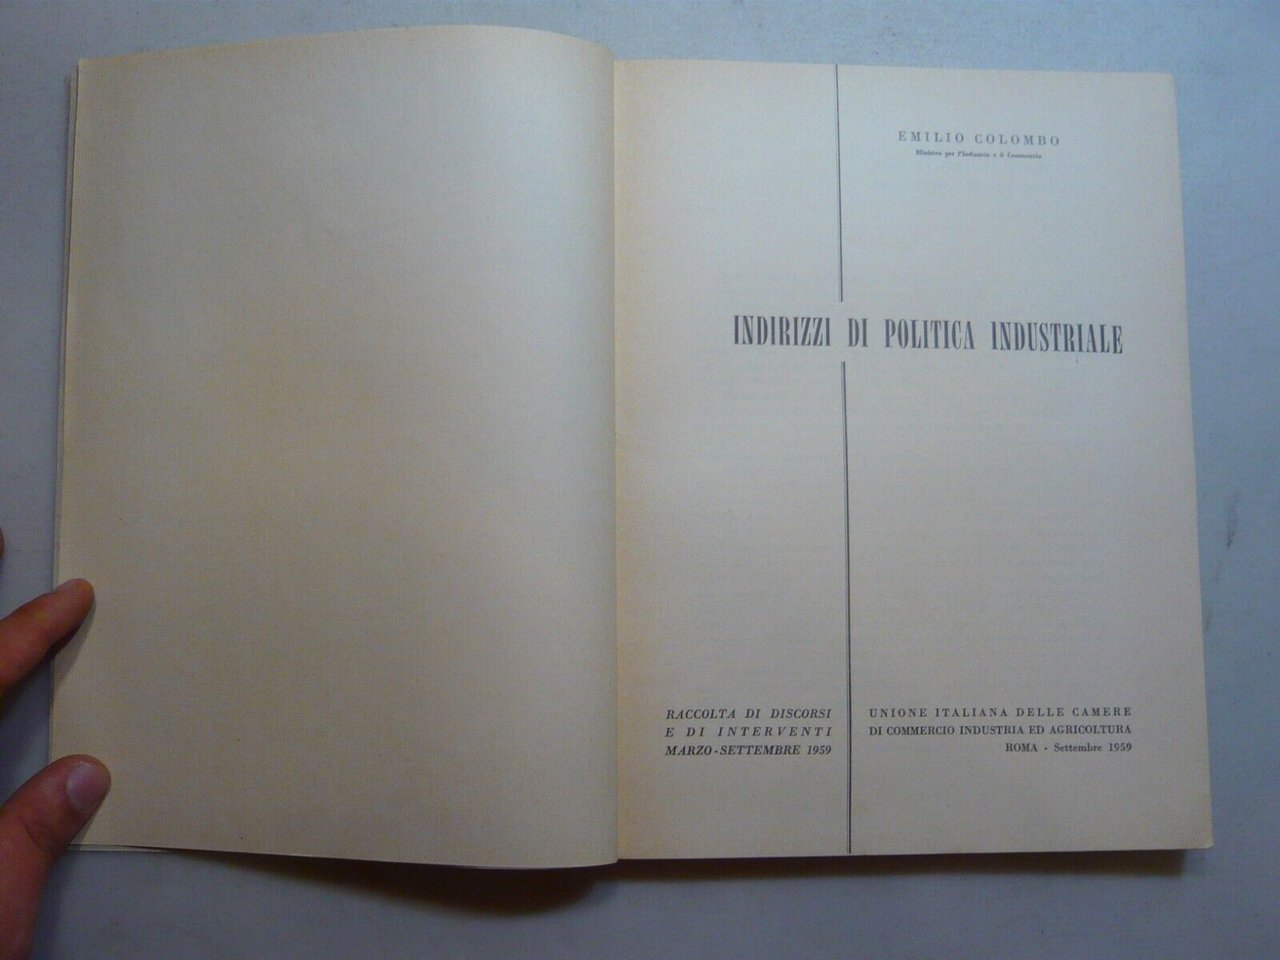 EMILIO COLOMBO
Ministro per l'Industria e il Commercio
INDIRIZZI DI POLITICA INDUSTRIALE
RACCOLTA DI DISCORSI
E DI INTERVENTI
MARZO - SETTEMBRE 1959
UNIONE ITALIANA DELLE CAMERE
DI COMMERCIO INDUSTRIA ED AGRICOLTURA
ROMA - Settembre 1959